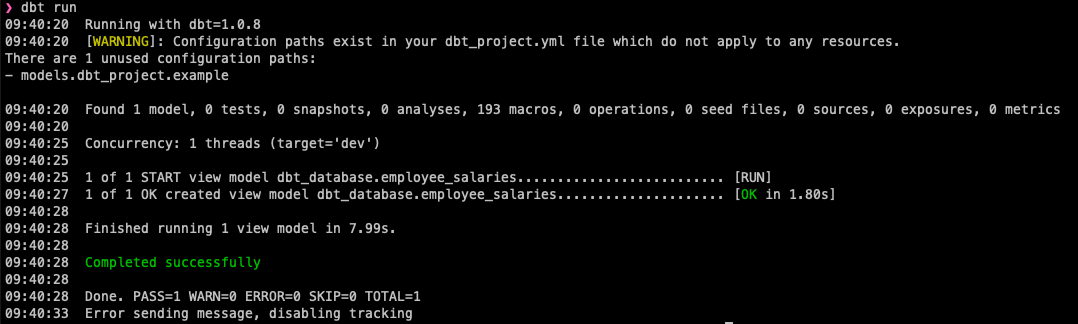 ❯ dbt run
09:40:20  Running with dbt=1.0.8
09:40:20  [WARNING]: Configuration paths exist in your dbt_project.yml file which do not apply to any resources.
There are 1 unused configuration paths:
- models.dbt_project.example
09:40:20  Found 1 model, 0 tests, 0 snapshots, 0 analyses, 193 macros, 0 operations, 0 seed files, 0 sources, 0 exposures, 0 metrics
09:40:20
09:40:25  Concurrency: 1 threads (target='dev')
09:40:25
09:40:25  1 of 1 START view model dbt_database.employee_salaries.......................... [RUN]
09:40:27  1 of 1 OK created view model dbt_database.employee_salaries..................... [OK in 1.80s]
09:40:28
09:40:28  Finished running 1 view model in 7.99s.
09:40:28
09:40:28  Completed successfully
09:40:28
09:40:28  Done. PASS=1 WARN=0 ERROR=0 SKIP=0 TOTAL=1
09:40:33  Error sending message, disabling tracking